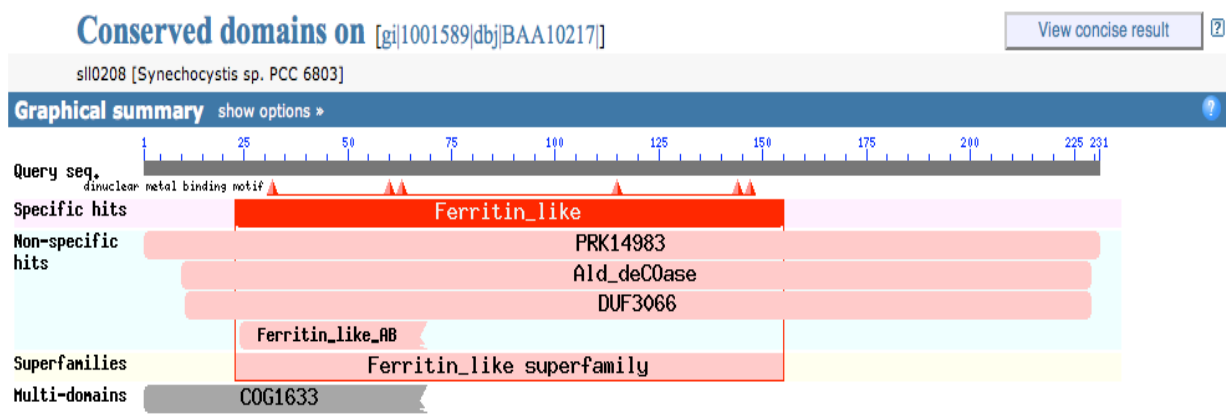 Conserved domains on [gi|1001589|dbj|BAA10217|]
View concise result
?
sll0208 [Synechocystis sp. PCC 6803]
Graphical summary show options »
?
1 25 50 75 100 125 150 175 200 225 231
Query seq.
dinuclear metal binding motif
Specific hits
Ferritin_like
Non-specific
hits
PRK14983
Ald_deCOase
DUF3066
Ferritin_like_AB
Superfamilies
Ferritin_like superfamily
Multi-domains
COG1633